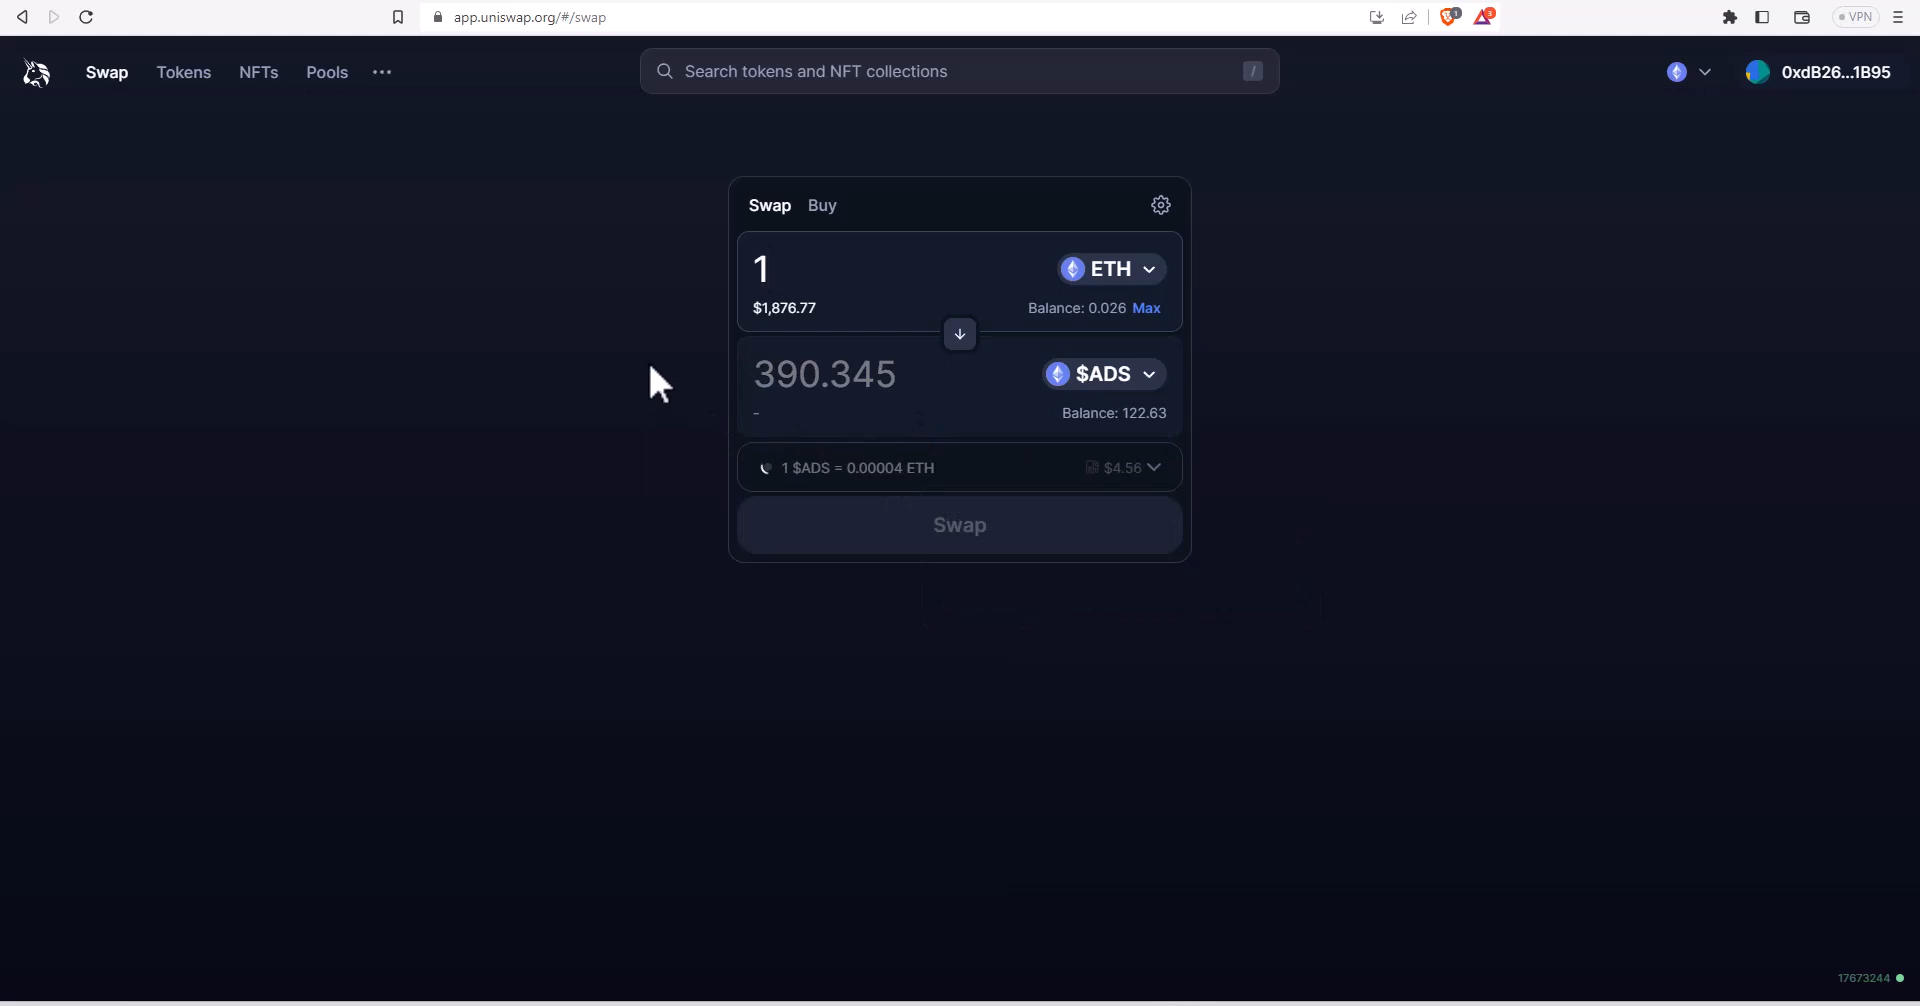 app.uniswap.org/#/swap
1
3
VPN
Swap
Tokens
NFTs
Pools
Search tokens and NFT collections
/
0xdB26...1B95
Swap
Buy
1
ETH
$1,876.77
Balance: 0.026 Max
390.345
$ADS
-
Balance: 122.63
1 $ADS = 0.00004 ETH
$4.56
Swap
17673244